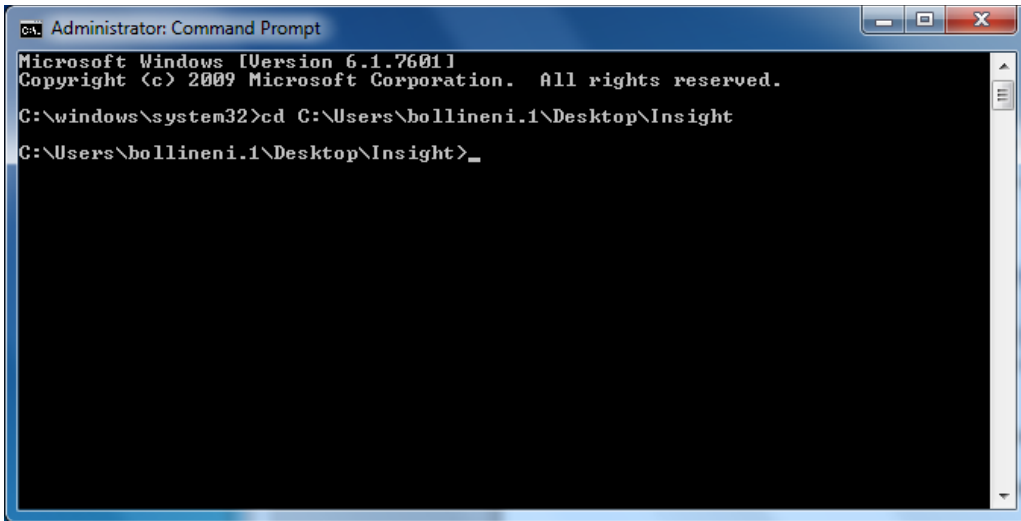 Administrator: Command Prompt
Microsoft Windows [Version 6.1.7601]
Copyright (c) 2009 Microsoft Corporation.  All rights reserved.
C:\windows\system32>cd C:\Users\bollineni.1\Desktop\Insight
C:\Users\bollineni.1\Desktop\Insight>_